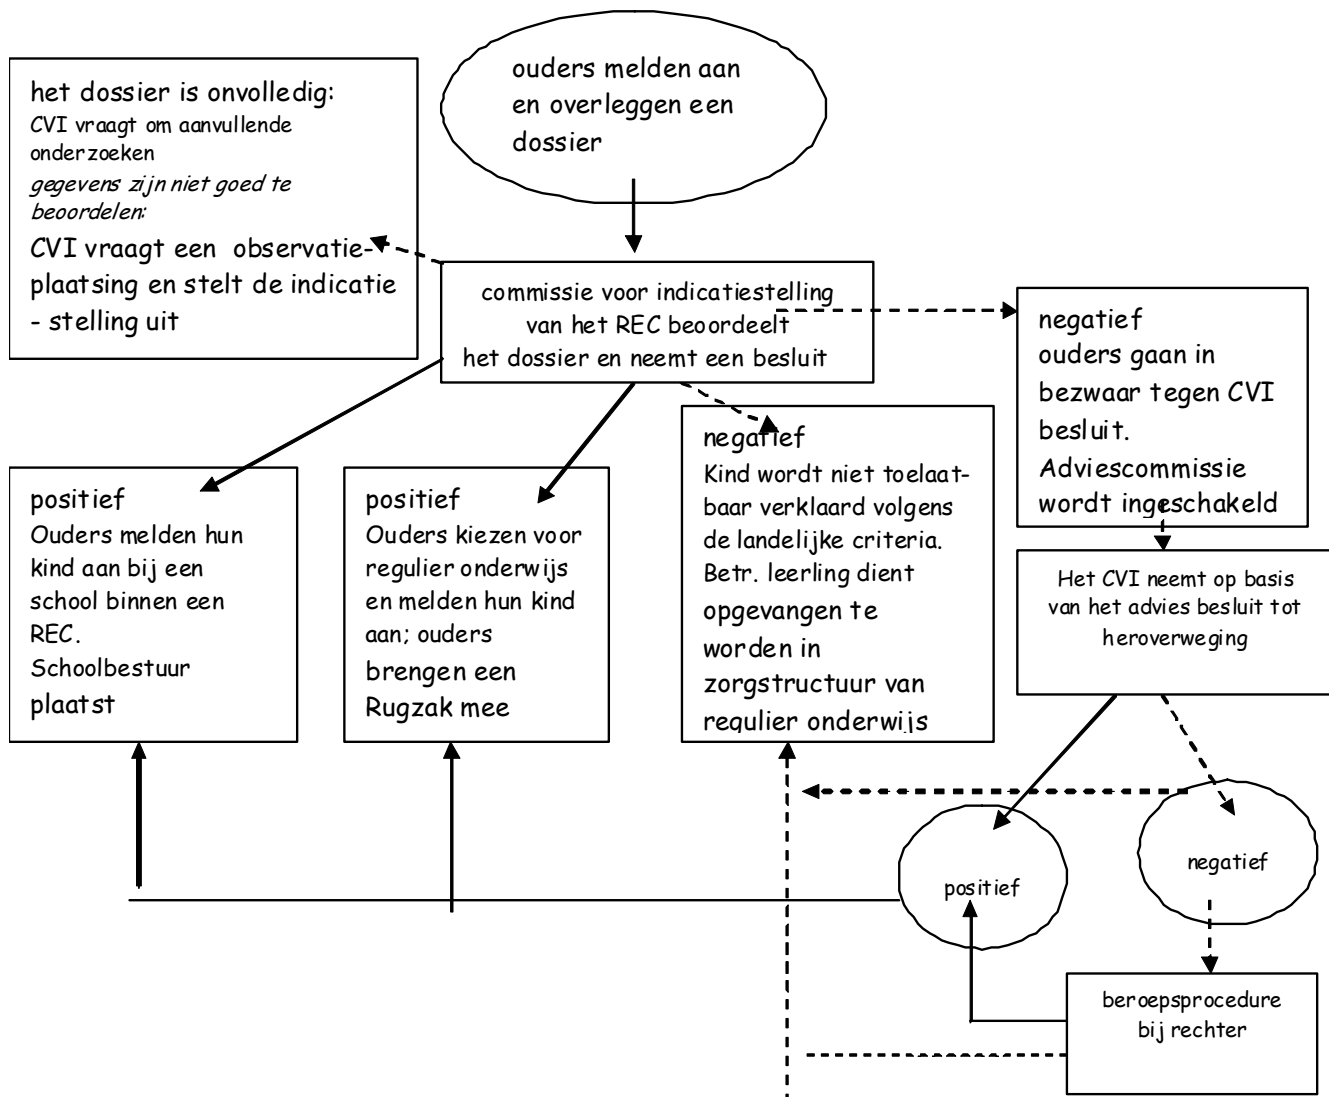 ouders melden aan
en overleggen een
dossier
het dossier is onvolledig:
CVI vraagt om aanvullende
onderzoeken
gegevens zijn niet goed te
beoordelen:
CVI vraagt een observatie-
plaatsing en stelt de indicatie
- stelling uit
commissie voor indicatiestelling
van het REC beoordeelt
het dossier en neemt een besluit
negatief
ouders gaan in
bezwaar tegen CVI
besluit.
Adviescommissie
wordt ingeschakeld
positief
Ouders melden hun
kind aan bij een
school binnen een
REC.
Schoolbestuur
plaatst
positief
Ouders kiezen voor
regulier onderwijs
en melden hun kind
aan; ouders
brengen een
Rugzak mee
negatief
Kind wordt niet toelaat-
baar verklaard volgens
de landelijke criteria.
Betr. leerling dient
opgevangen te
worden in
zorgstructuur van
regulier onderwijs
Het CVI neemt op basis
van het advies besluit tot
heroverweging
positief
negatief
beroepsprocedure
bij rechter